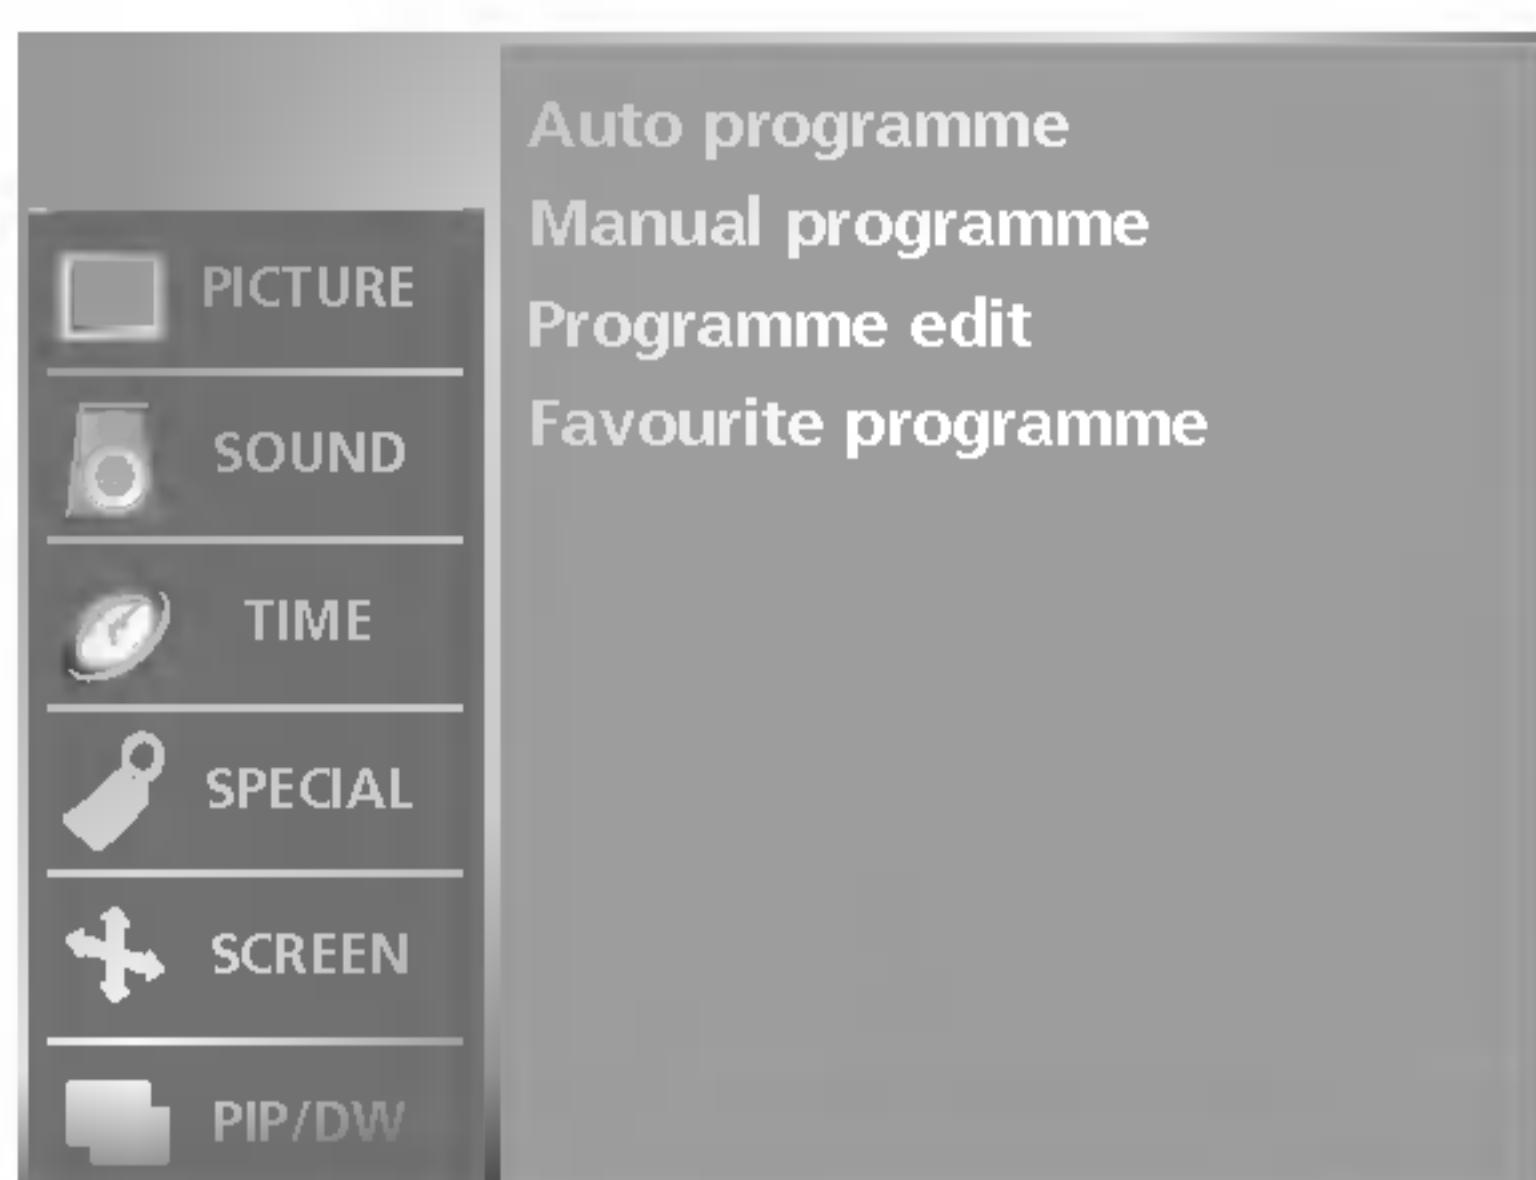 Auto programme
Manual programme
Programme edit
Favourite programme
PICTURE
SOUND
TIME
SPECIAL
SCREEN
PIP/DW